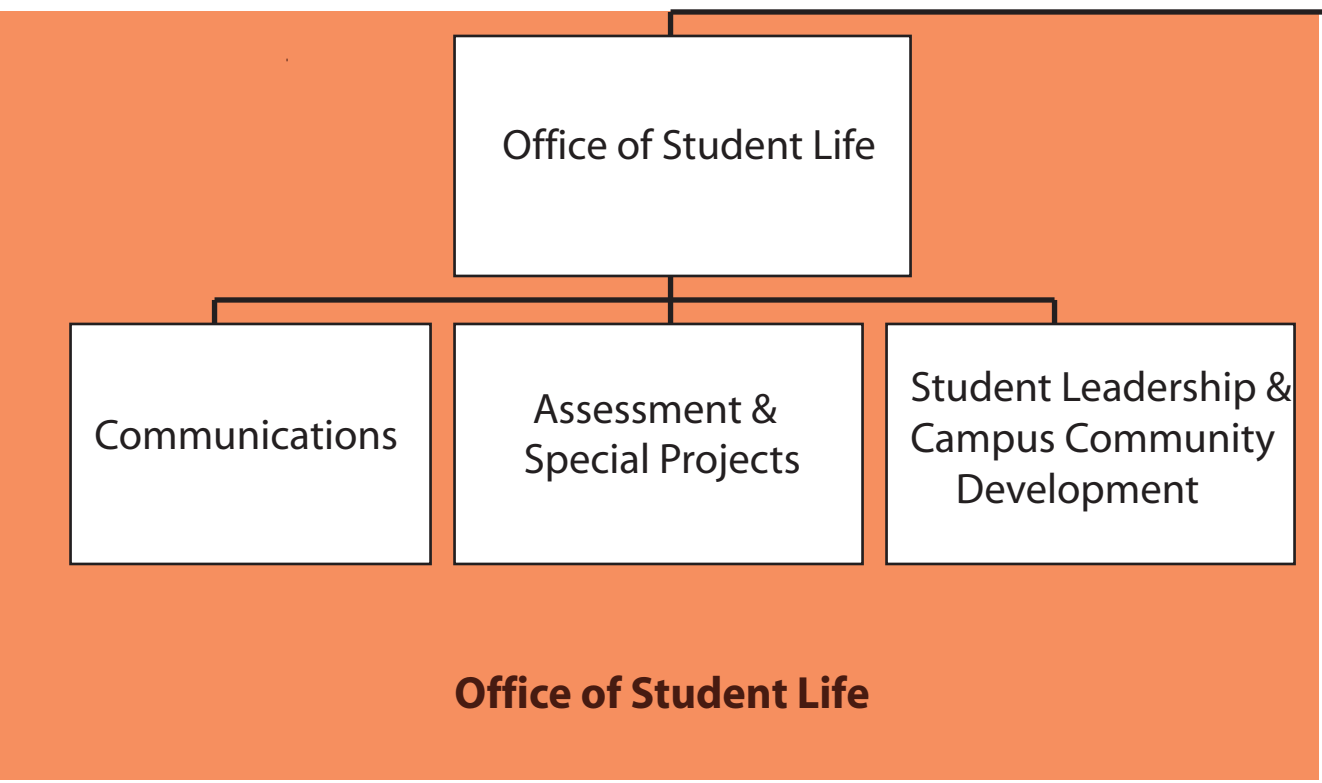 Office of Student Life
Communications
Assessment &
Special Projects
Student Leadership &
Campus Community
Development
Office of Student Life